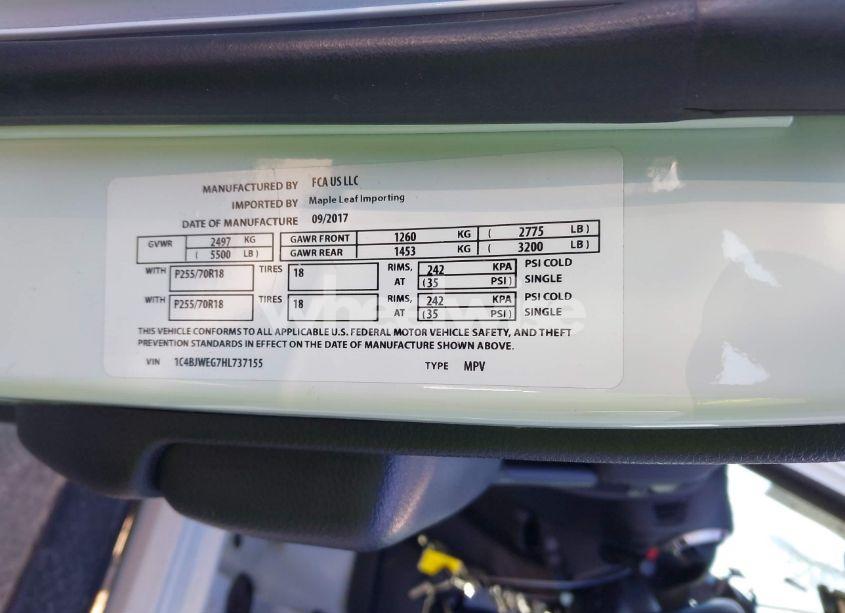 MANUFACTURED BY FCA US LLC
IMPORTED BY Maple Leaf Importing
DATE OF MANUFACTURE 09/2017
GVWR 2497 KG GAWR FRONT 1260 KG ( 2775 LB )
( 5500 LB ) GAWR REAR 1453 KG ( 3200 LB )
WITH P255/70R18 TIRES 18 RIMS, 242 KPA PSI COLD
AT (35 PSI ) SINGLE
WITH P255/70R18 TIRES 18 RIMS, 242 KPA PSI COLD
AT (35 PSI ) SINGLE
wheelwise
THIS VEHICLE CONFORMS TO ALL APPLICABLE U.S. FEDERAL MOTOR VEHICLE SAFETY, AND THEFT
PREVENTION STANDARDS IN EFFECT ON THE DATE OF MANUFACTURE SHOWN ABOVE.
VIN 1C4BJWEG7HL737155 TYPE MPV